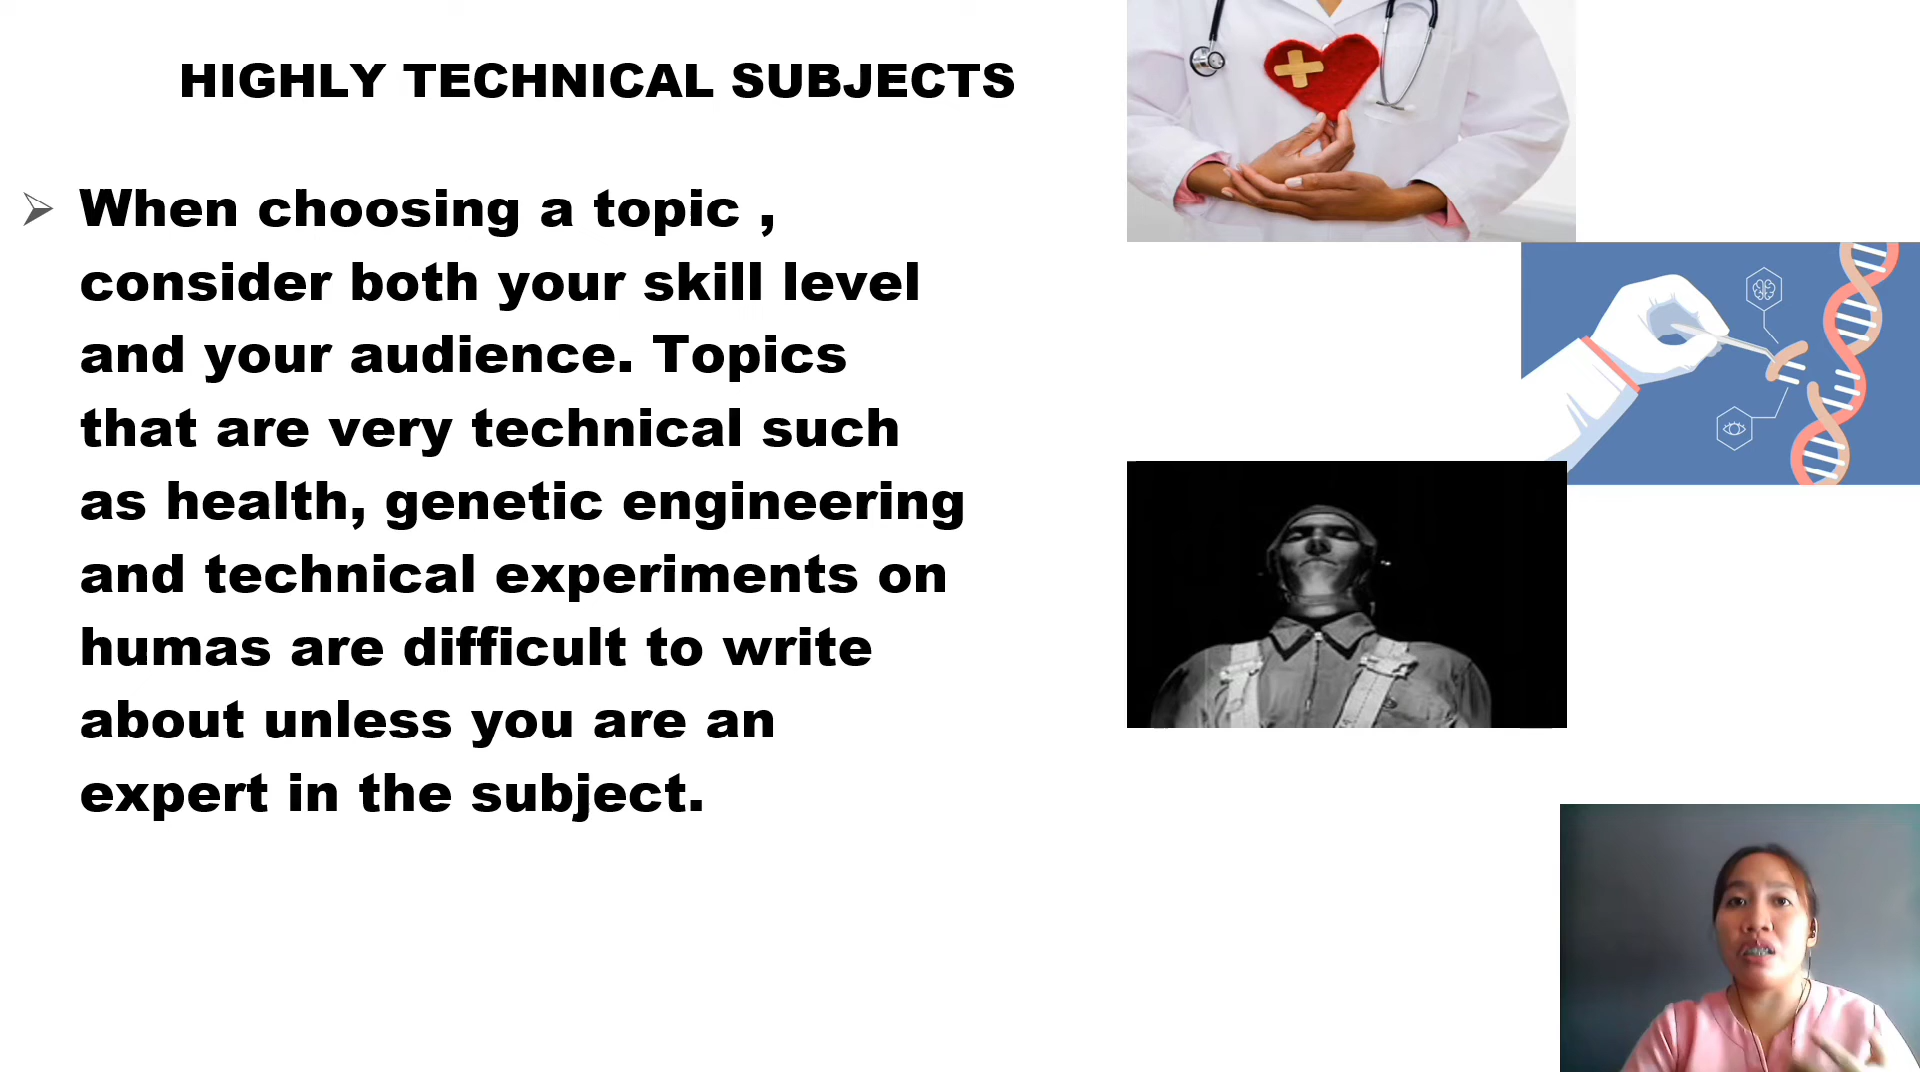 HIGHLY TECHNICAL SUBJECTS
When choosing a topic ,
consider both your skill level
and your audience. Topics
that are very technical such
as health, genetic engineering
and technical experiments on
humas are difficult to write
about unless you are an
expert in the subject.